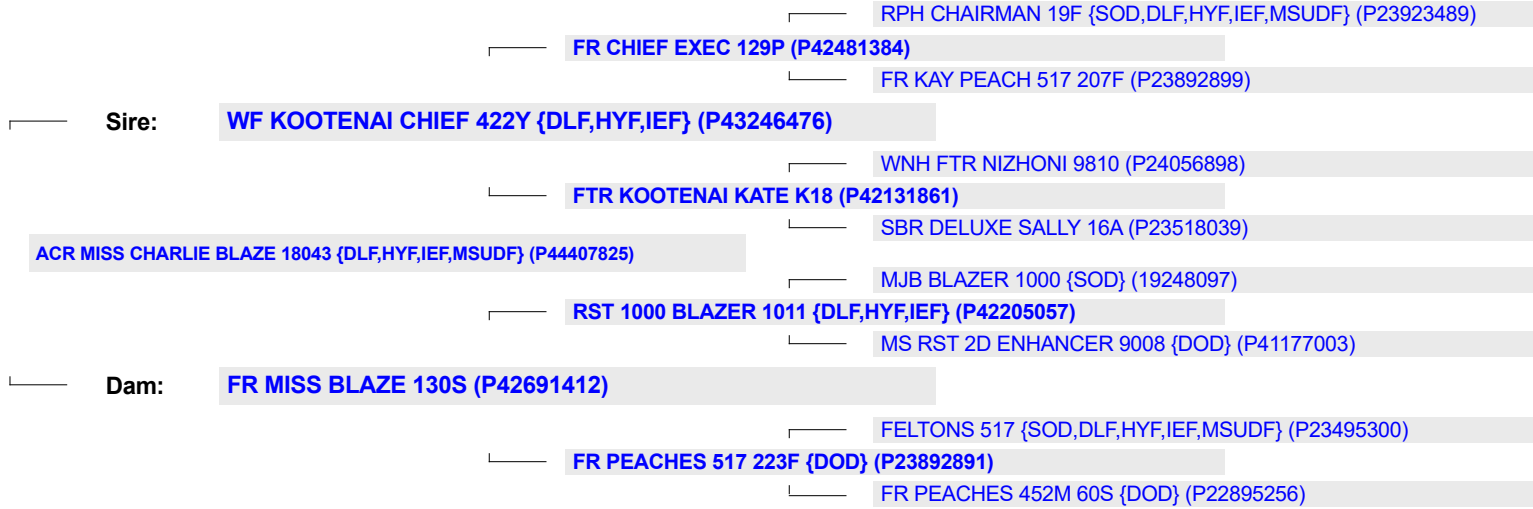 RPH CHAIRMAN 19F {SOD,DLF,HYF,IEF,MSUDF} (P23923489)
FR CHIEF EXEC 129P (P42481384)
FR KAY PEACH 517 207F (P23892899)
Sire: WF KOOTENAI CHIEF 422Y {DLF,HYF,IEF} (P43246476)
WNH FTR NIZHONI 9810 (P24056898)
FTR KOOTENAI KATE K18 (P42131861)
SBR DELUXE SALLY 16A (P23518039)
ACR MISS CHARLIE BLAZE 18043 {DLF,HYF,IEF,MSUDF} (P44407825)
MJB BLAZER 1000 {SOD} (19248097)
RST 1000 BLAZER 1011 {DLF,HYF,IEF} (P42205057)
MS RST 2D ENHANCER 9008 {DOD} (P41177003)
Dam: FR MISS BLAZE 130S (P42691412)
FELTONS 517 {SOD,DLF,HYF,IEF,MSUDF} (P23495300)
FR PEACHES 517 223F {DOD} (P23892891)
FR PEACHES 452M 60S {DOD} (P22895256)